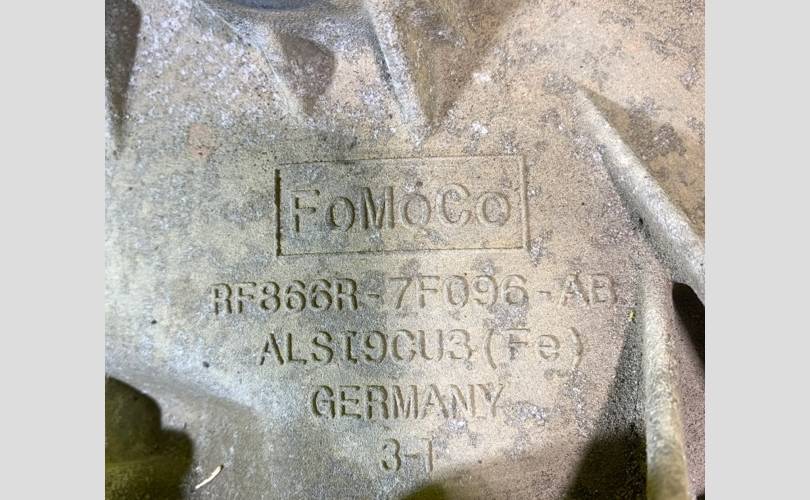 FoMoCo
RF866R-7F096-AB
ALSI9CU3(Fe)
GERMANY
3-1